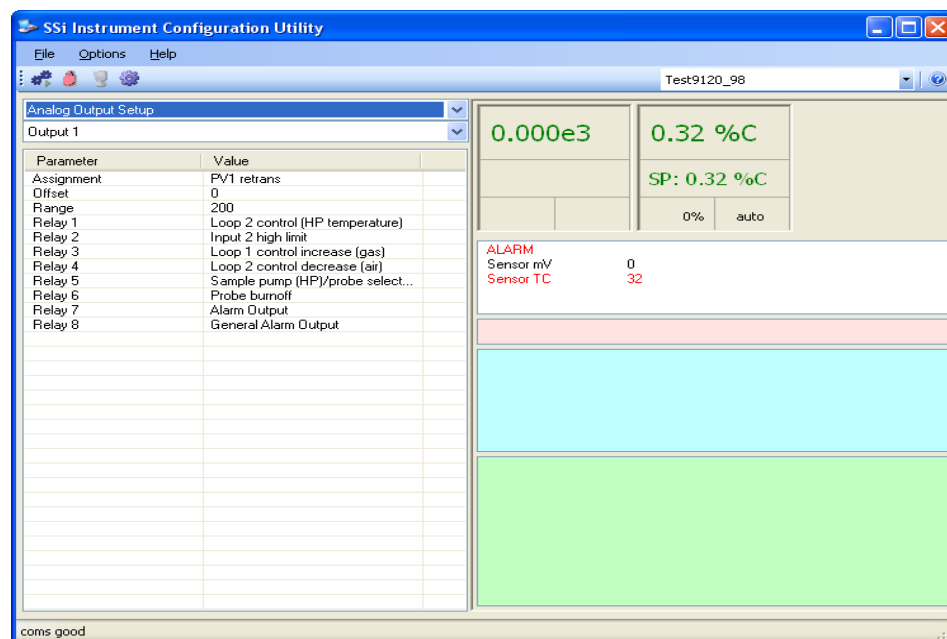 SSi Instrument Configuration Utility
File Options Help
Test9120_98
Analog Output Setup
Output 1
Parameter Value
Assignment PV1 retrans
Offset 0
Range 200
Relay 1 Loop 2 control (HP temperature)
Relay 2 Input 2 high limit
Relay 3 Loop 1 control increase (gas)
Relay 4 Loop 2 control decrease (air)
Relay 5 Sample pump (HP)/probe select...
Relay 6 Probe burnoff
Relay 7 Alarm Output
Relay 8 General Alarm Output
0.000e3
0.32 %C
SP: 0.32 %C
0% auto
ALARM
Sensor mV 0
Sensor TC 32
coms good